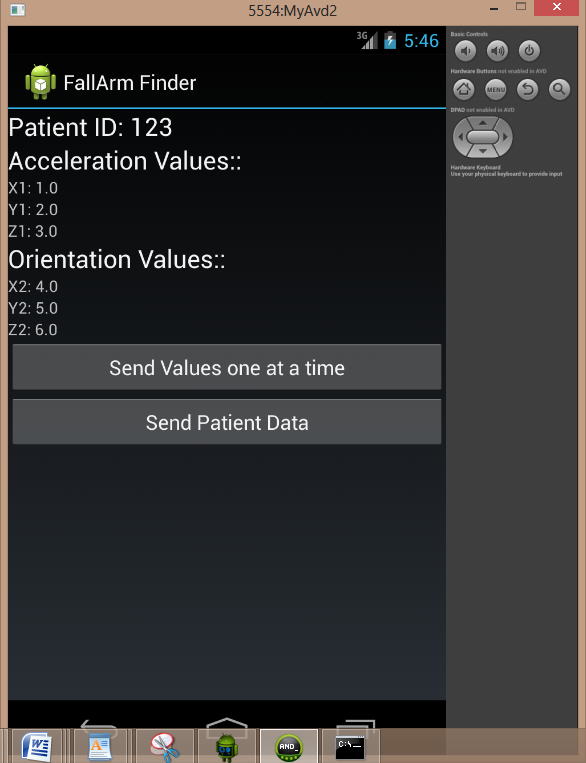 5554:MyAvd2
3G 5:46
FallArm Finder
Patient ID: 123
Acceleration Values::
X1: 1.0
Y1: 2.0
Z1: 3.0
Orientation Values::
X2: 4.0
Y2: 5.0
Z2: 6.0
Send Values one at a time
Send Patient Data
Basic Controls
Hardware Buttons not enabled in AVD
MENU
DPAD not enabled in AVD
Hardware Keyboard
Use your physical keyboard to provide input
W
A
AND_
C:\_